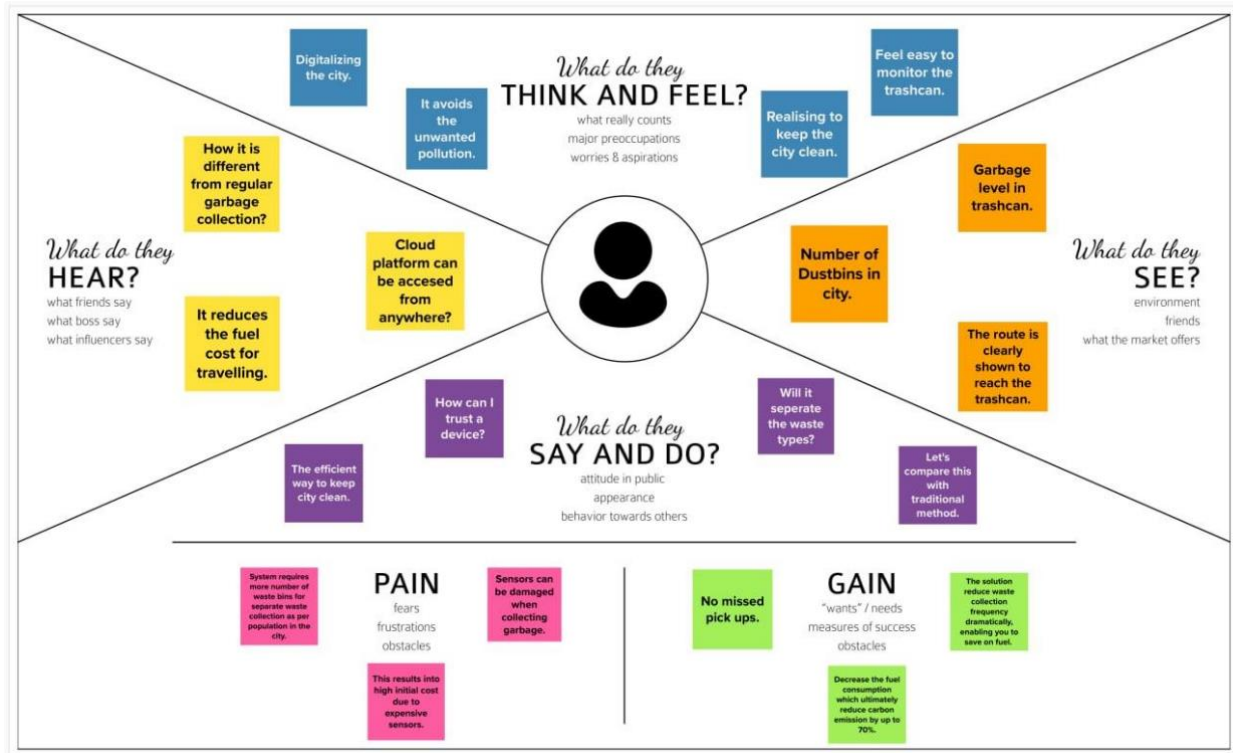 What do they
THINK AND FEEL?
what really counts
major preoccupations
worries & aspirations
Digitalizing
the city.
It avoids
the
unwanted
pollution.
Realising to
keep the
city clean.
Feel easy to
monitor the
trashcan.
What do they
HEAR?
what friends say
what boss say
what influencers say
How it is
different
from regular
garbage
collection?
Cloud
platform can
be accesed
from
anywhere?
It reduces
the fuel
cost for
travelling.
Garbage
level in
trashcan.
Number of
Dustbins in
city.
The route is
clearly
shown to
reach the
trashcan.
What do they
SEE?
environment
friends
what the market offers
How can I
trust a
device?
The efficient
way to keep
city clean.
What do they
SAY AND DO?
attitude in public
appearance
behavior towards others
Will it
seperate
the waste
types?
Let's
compare this
with
traditional
method.
System requires
more number of
waste bins for
separate waste
collection as per
population in the
city.
PAIN
fears
frustrations
obstacles
Sensors can
be damaged
when
collecting
garbage.
This results into
high initial cost
due to
expensive
sensors.
No missed
pick ups.
GAIN
"wants" / needs
measures of success
obstacles
The solution
reduce waste
collection
frequency
dramatically,
enabling you to
save on fuel.
Decrease the fuel
consumption
which ultimately
reduce carbon
emission by up to
70%.